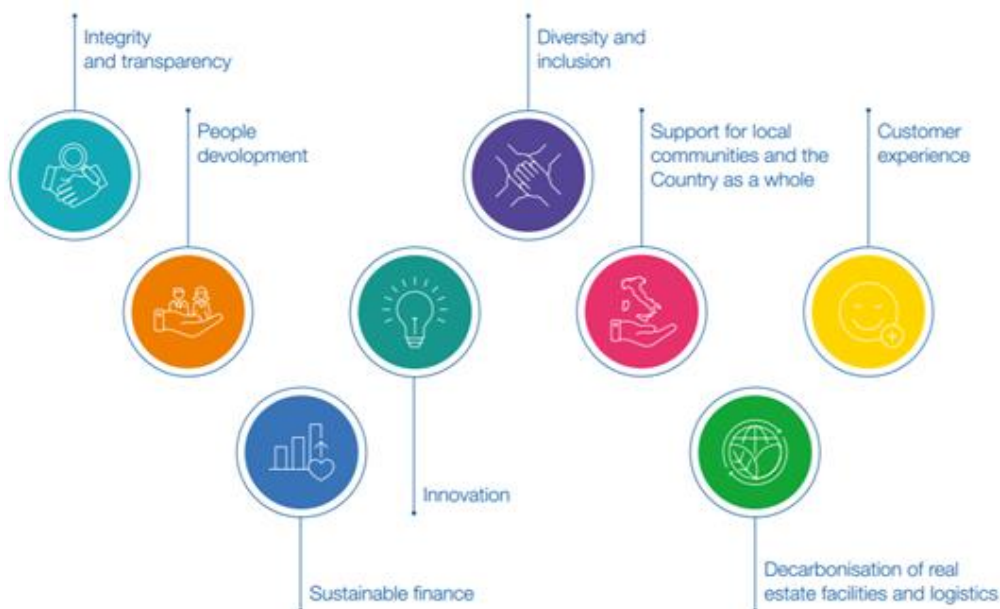 Integrity
and transparency
People
devolopment
Sustainable finance
Innovation
Diversity and
inclusion
Support for local
communities and the
Country as a whole
Decarbonisation of real
estate facilities and logistics
Customer
experience